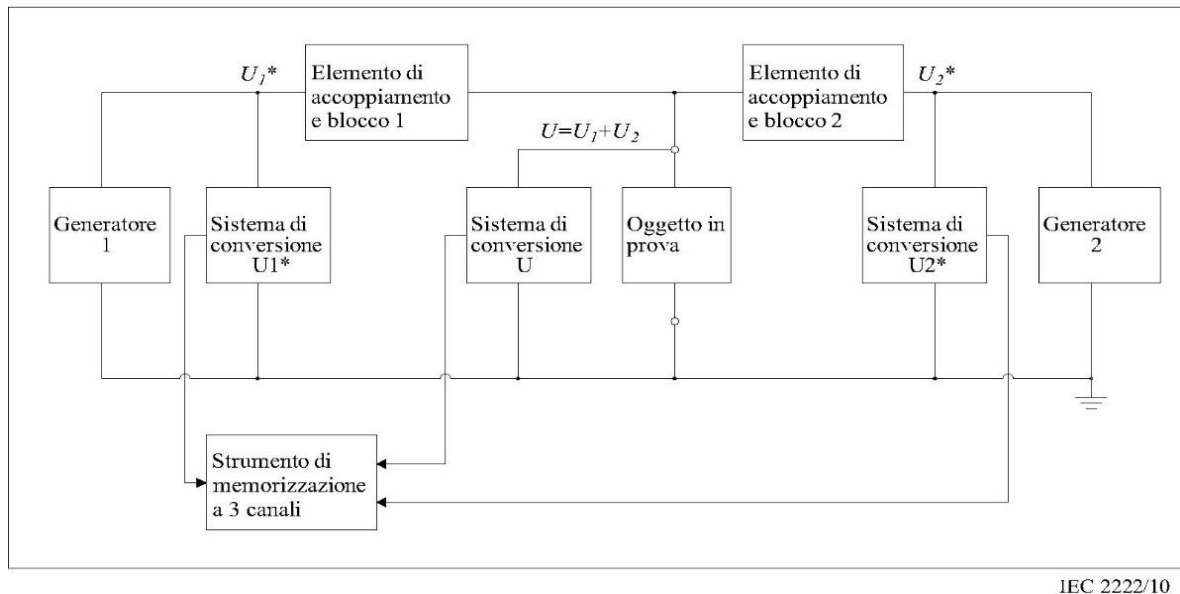 U1*
Elemento di
accoppiamento
e blocco 1
Elemento di
accoppiamento
e blocco 2
U2*
U=U1+U2
Generatore
1
Sistema di
conversione
U1*
Sistema di
conversione
U
Oggetto in
prova
Sistema di
conversione
U2*
Generatore
2
Strumento di
memorizzazione
a 3 canali
IEC 2222/10